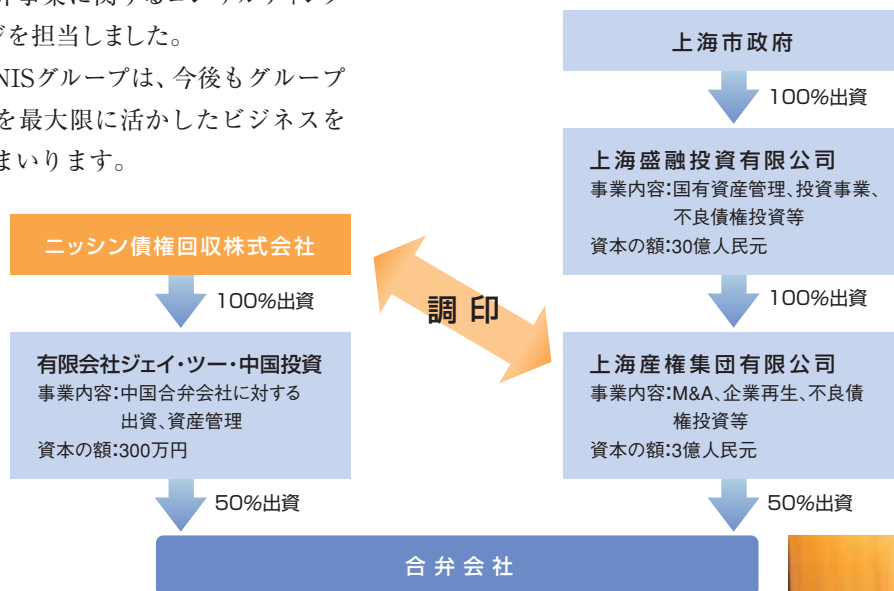 グを担当しました。
NISグループは、今後もグループ
を最大限に活かしたビジネスを
まいります。
ニッシン債権回収株式会社
100%出資
有限会社ジェイ・ツー・中国投資
事業内容:中国合弁会社に対する
出資、資産管理
資本の額:300万円
50%出資
調印
上海市政府
100%出資
上海盛融投資有限公司
事業内容:国有資産管理、投資事業、
不良債権投資等
資本の額:30億人民元
100%出資
上海産権集団有限公司
事業内容:M&A、企業再生、不良債
権投資等
資本の額:3億人民元
50%出資
合弁会社